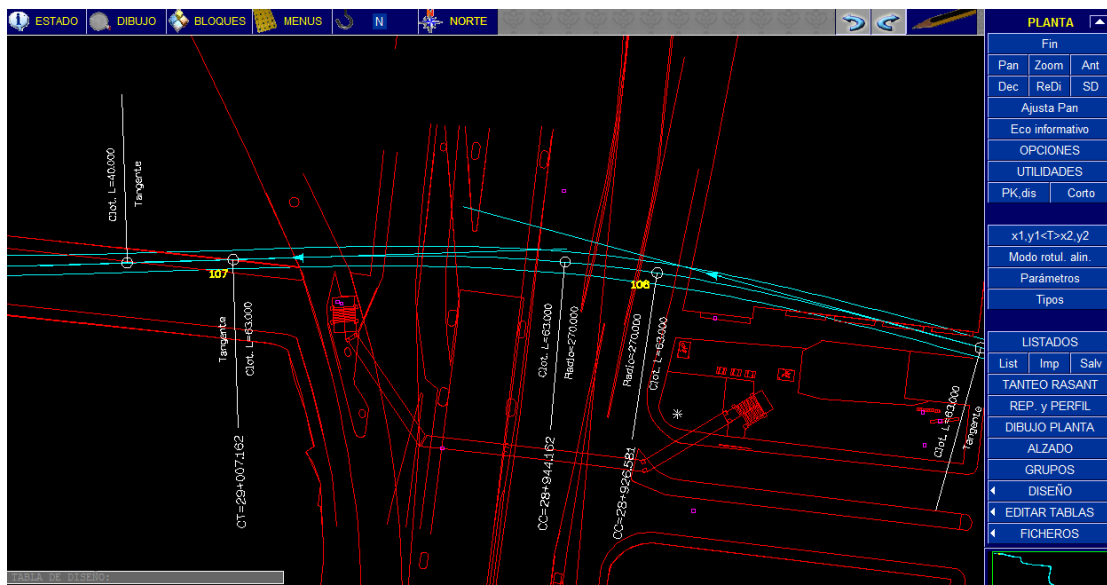 ESTADO DIBUJO BLOQUES MENUS N NORTE
PLANTA
Fin
Pan Zoom Ant
Dec ReDi SD
Ajusta Pan
Eco informativo
OPCIONES
UTILIDADES
PK,dis Corto
x1,y1<T>x2,y2
Modo rotul. alin.
Parámetros
Tipos
LISTADOS
List Imp Salv
TANTEO RASANT
REP. y PERFIL
DIBUJO PLANTA
ALZADO
GRUPOS
DISEÑO
EDITAR TABLAS
FICHEROS
Clot. L=40.000
Tangente
107
Tangente
Clot. L=63.000
CT=29+007.162
Clot. L=63.000
Radio=270.000
CC=28+944.162
108
Radio=270.000
Clot. L=63.000
CC=28+926.581
Clot. L=63.000
Tangente
TABLA DE DISEÑO: